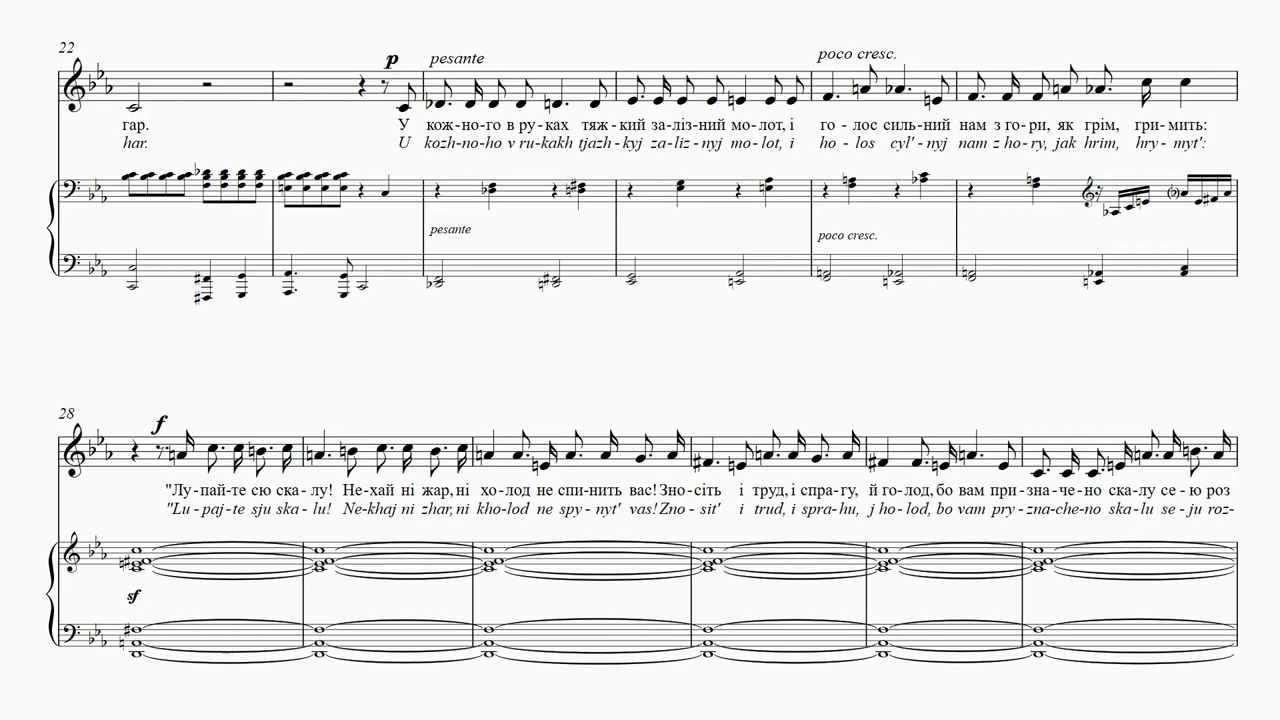 22
p pesante poco cresc.
гар. У кож-но-го в ру-ках тяж-кий за-ліз-ний мо-лот, і го-лос силь-ний нам з го-ри, як грім, гри-мить:
har. U kozh-no-ho v ru-kakh tjazh-kyj za-liz-nyj mo-lot, i ho-los cyl'-nyj nam z ho-ry, jak hrim, hry-myt':
pesante poco cresc.
28
f
"Лу-пай-те сю ска-лу! Не-хай ні жар, ні хо-лод не спи-нить вас! Зно-сіть і труд, і спра-гу, й го-лод, бо вам при-зна-че-но ска-лу се-ю роз
"Lu-paj-te sju ska-lu! Ne-khaj ni zhar, ni kho-lod ne spy-nyt' vas! Zno-sit' i trud, i spra-hu, j ho-lod, bo vam pry-zna-che-no ska-lu se-ju roz-
sf